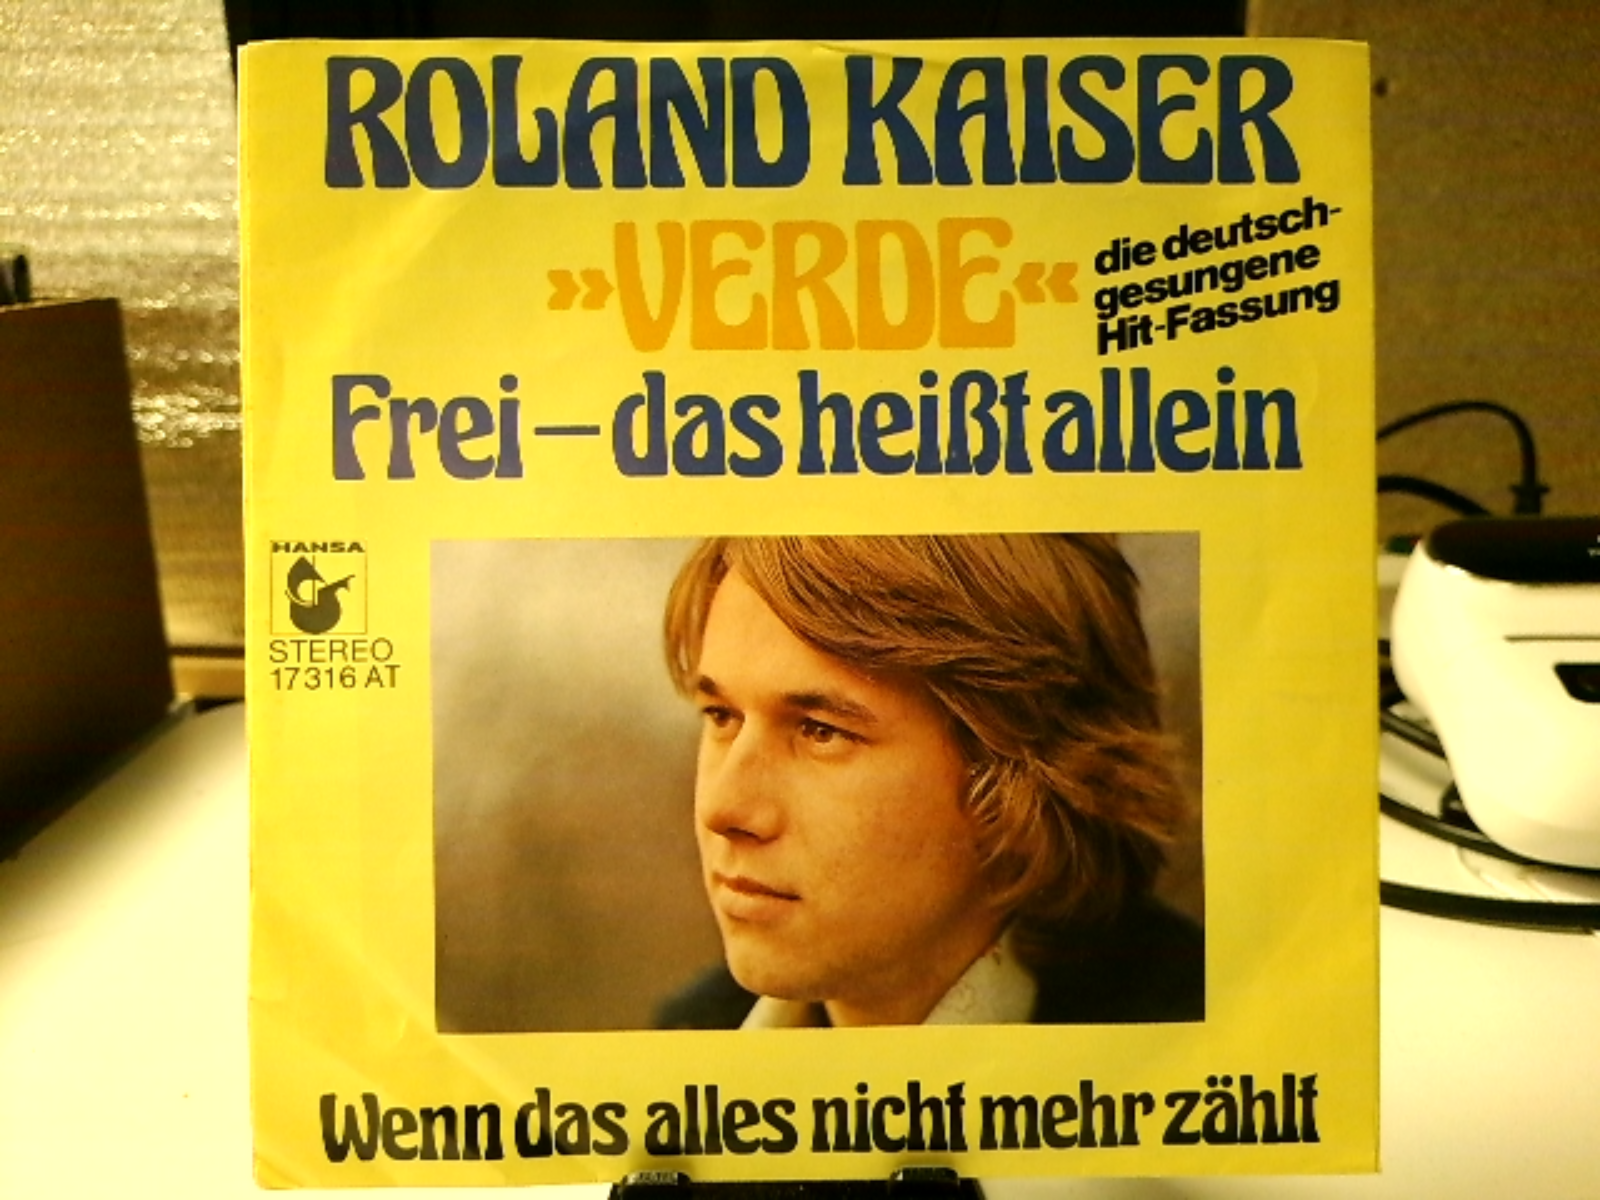 ROLAND KAISER
»VERDE«
die deutsch-
gesungene
Hit-Fassung
Frei – das heißt allein
HANSA
STEREO
17316 AT
Wenn das alles nicht mehr zählt